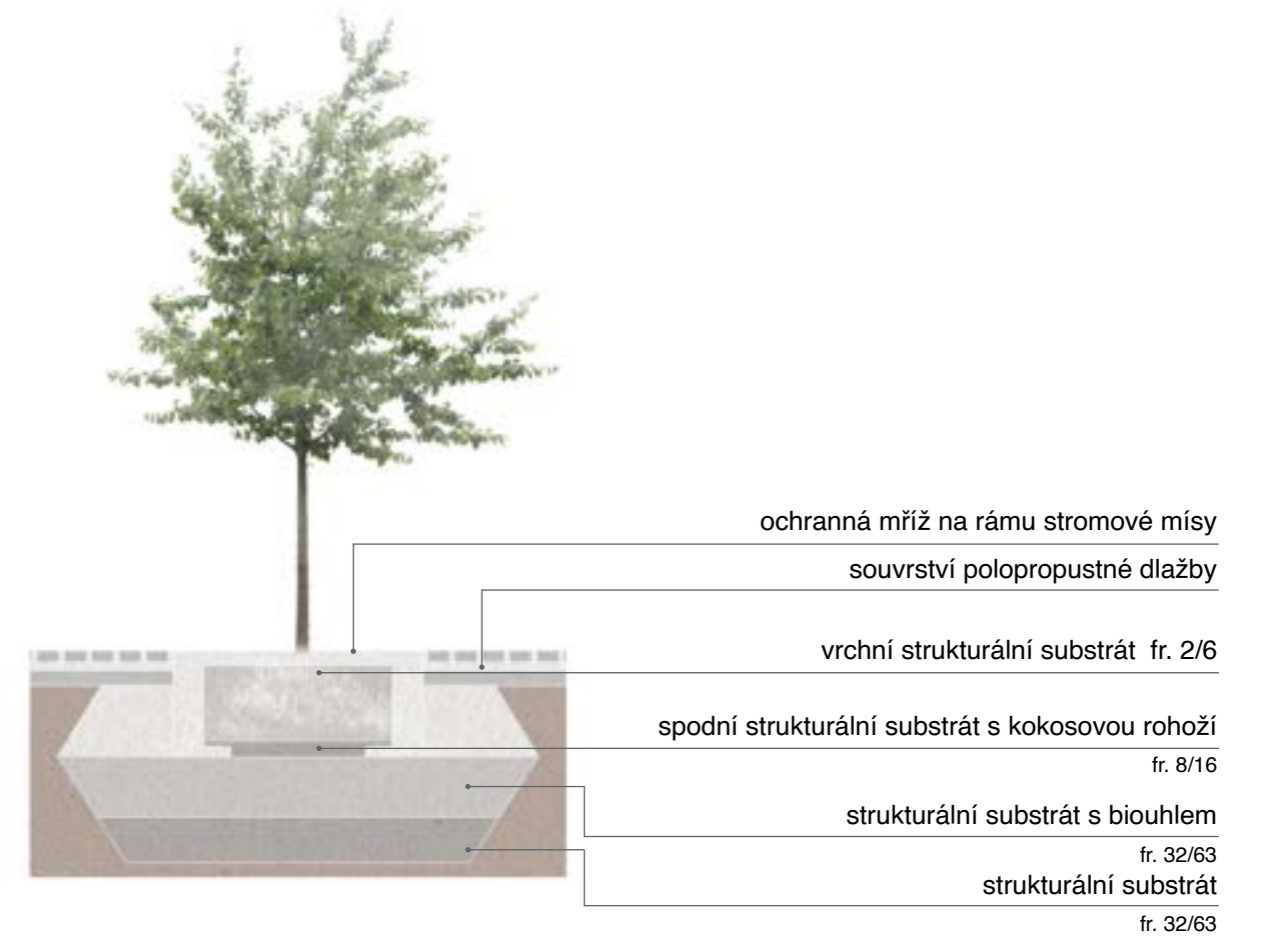 ochranná mříž na rámu stromové mísy
souvrství polopropustné dlažby
vrchní strukturální substrát fr. 2/6
spodní strukturální substrát s kokosovou rohoží
fr. 8/16
strukturální substrát s biouhlem
fr. 32/63
strukturální substrát
fr. 32/63